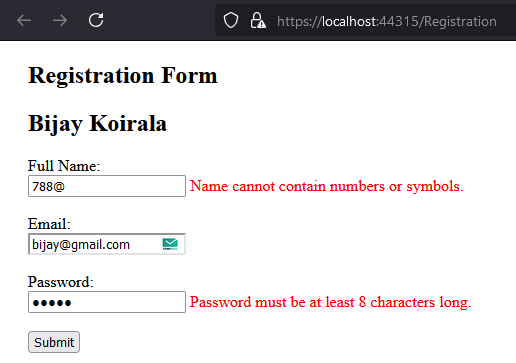 https://localhost:44315/Registration
Registration Form
Bijay Koirala
Full Name:
788@ Name cannot contain numbers or symbols.
Email:
bijay@gmail.com
Password:
●●●●● Password must be at least 8 characters long.
Submit